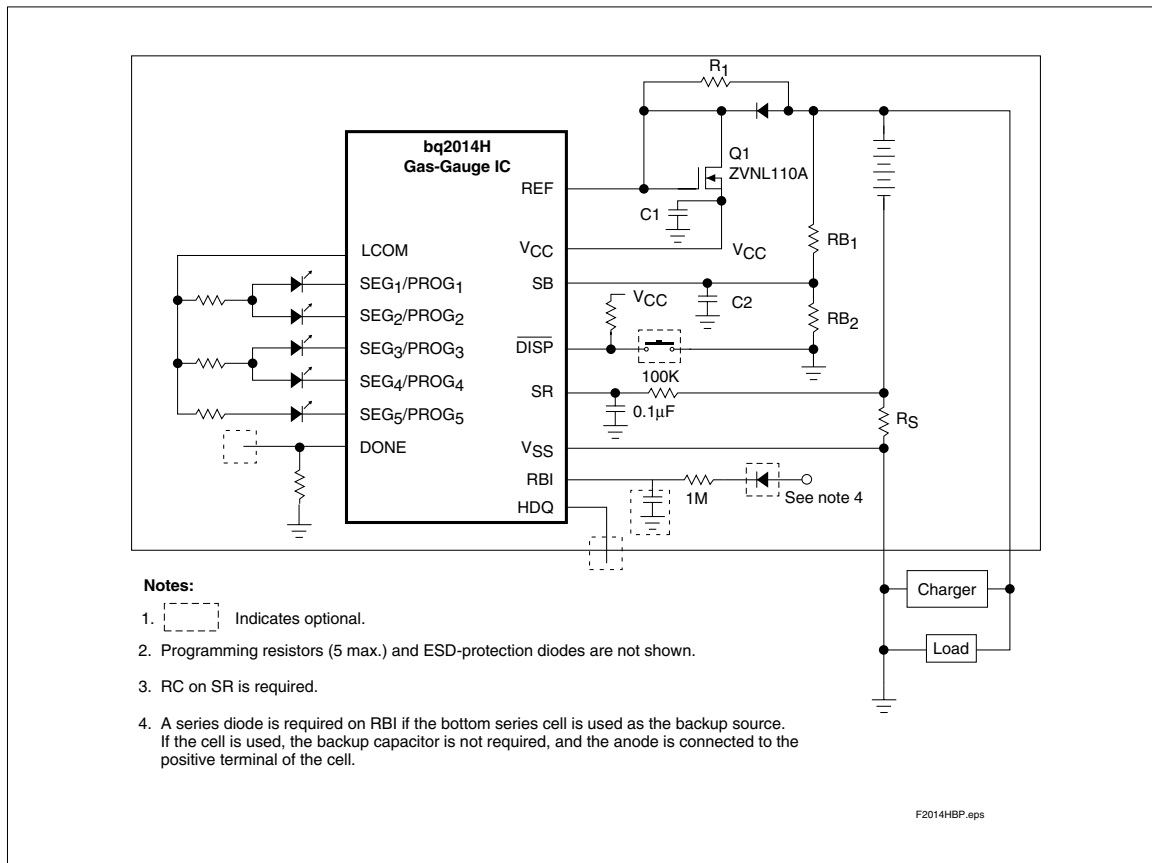 R1
bq2014H
Gas-Gauge IC
Q1
ZVNL110A
REF
C1
VCC
VCC
LCOM
SEG1/PROG1
SEG2/PROG2
SEG3/PROG3
SEG4/PROG4
SEG5/PROG5
DONE
SB
C2
RB1
VCC
RB2
DISP
100K
SR
0.1µF
RS
VSS
RBI
1M
See note 4
HDQ
Charger
Load
Notes:
1. Indicates optional.
2. Programming resistors (5 max.) and ESD-protection diodes are not shown.
3. RC on SR is required.
4. A series diode is required on RBI if the bottom series cell is used as the backup source.
If the cell is used, the backup capacitor is not required, and the anode is connected to the
positive terminal of the cell.
F2014HBP.eps